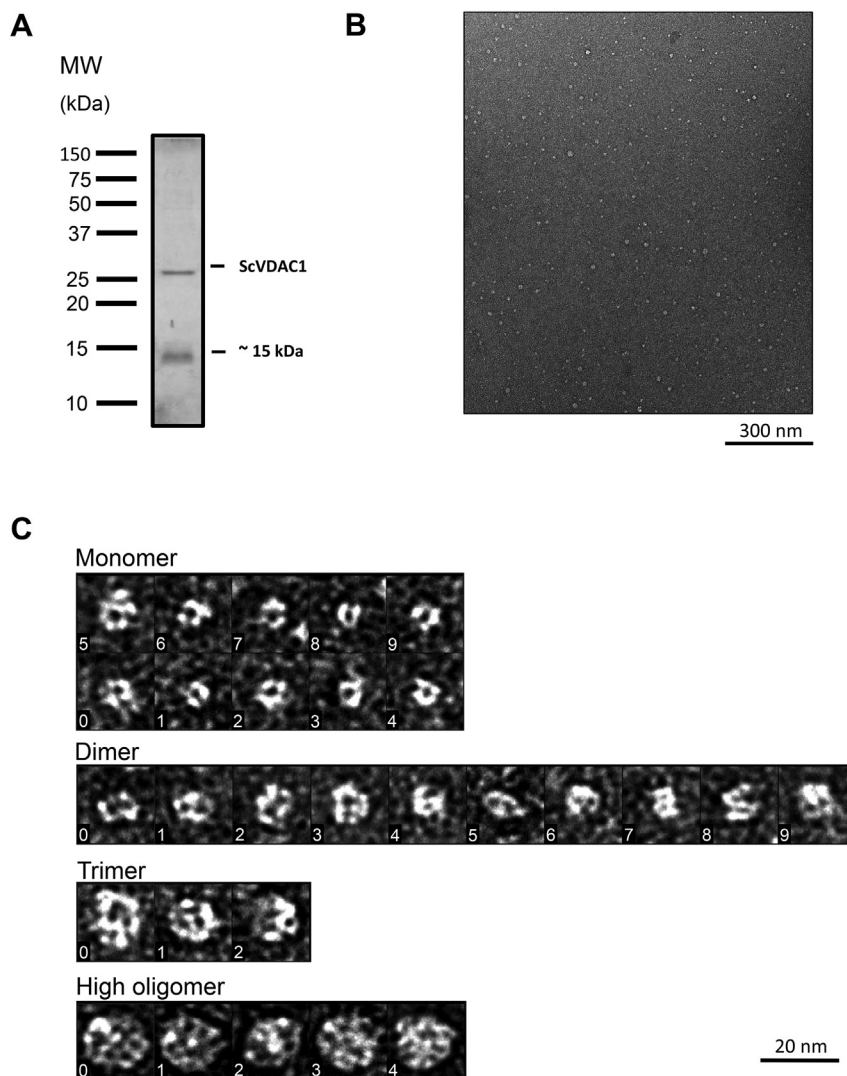 A
MW
(kDa)
150
75
50
37
25
20
15
10
ScVDAC1
~ 15 kDa
B
300 nm
C
Monomer
5 6 7 8 9
0 1 2 3 4
Dimer
0 1 2 3 4 5 6 7 8 9
Trimer
0 1 2
High oligomer
0 1 2 3 4
20 nm